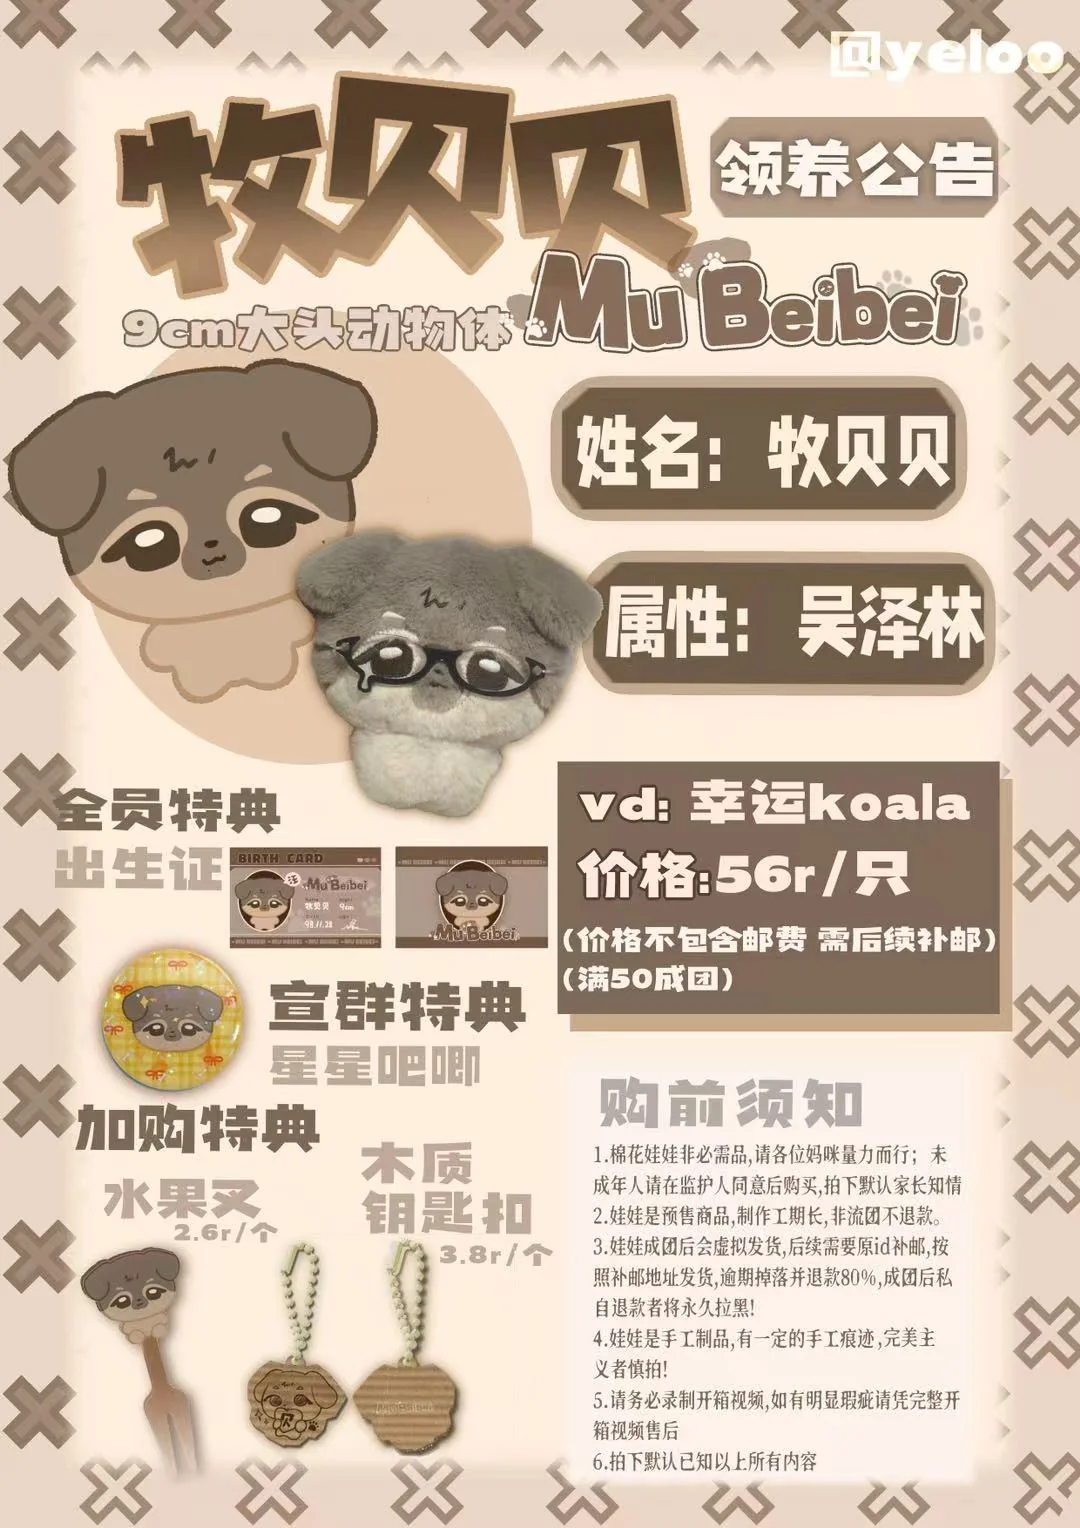 @yeloo
牧贝贝
领养公告
Mu Beibei
9cm大头动物体
姓名：牧贝贝
属性：吴泽林
vd: 幸运koala
价格:56r/只
(价格不包含邮费 需后续补邮)
(满50成团)
全员特典
出生证
BIRTH CARD
汪
Mu Beibei
牧贝贝
9cm
98.11.28
Mu Beibei
宣群特典
星星吧唧
加购特典
水果叉
2.6r/个
木质
钥匙扣
3.8r/个
贝
购前须知
1.棉花娃娃非必需品,请各位妈咪量力而行；未
成年人请在监护人同意后购买,拍下默认家长知情
2.娃娃是预售商品,制作工期长,非流团不退款。
3.娃娃成团后会虚拟发货,后续需要原id补邮,按
照补邮地址发货,逾期掉落并退款80%,成团后私
自退款者将永久拉黑!
4.娃娃是手工制品,有一定的手工痕迹,完美主
义者慎拍!
5.请务必录制开箱视频,如有明显瑕疵请凭完整开
箱视频售后
6.拍下默认已知以上所有内容